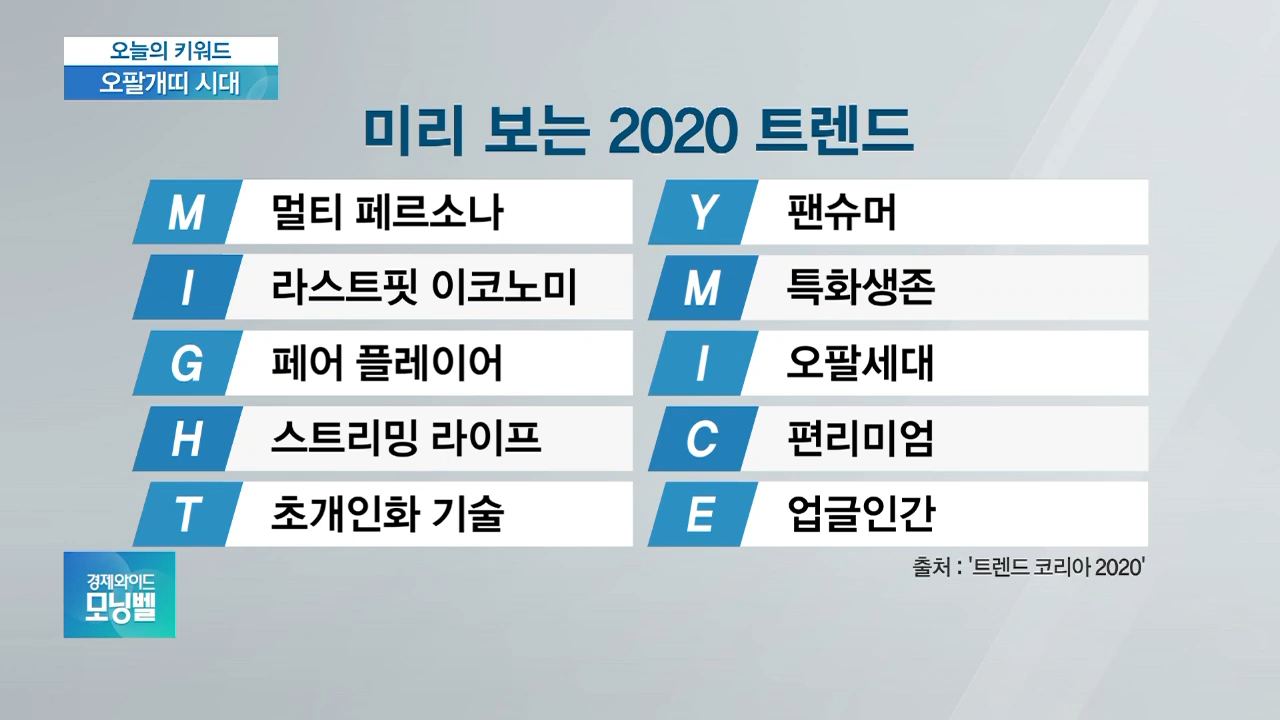 오늘의 키워드
오팔개띠 시대
미리 보는 2020 트렌드
M 멀티 페르소나
I 라스트핏 이코노미
G 페어 플레이어
H 스트리밍 라이프
T 초개인화 기술
Y 팬슈머
M 특화생존
I 오팔세대
C 편리미엄
E 업글인간
출처 : '트렌드 코리아 2020'
경제와이드
모닝벨